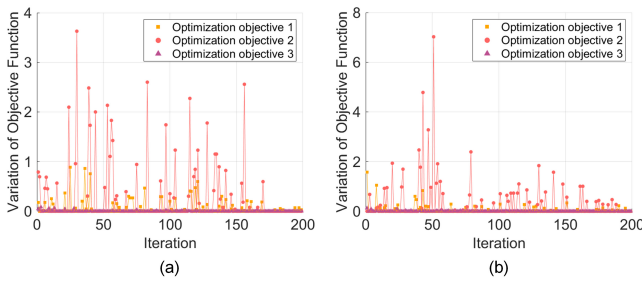 4
3
2
1
0
0
50
100
150
200
Variation of Objective Function
Iteration
Optimization objective 1
Optimization objective 2
Optimization objective 3
(a)
8
6
4
2
0
0
50
100
150
200
Variation of Objective Function
Iteration
Optimization objective 1
Optimization objective 2
Optimization objective 3
(b)